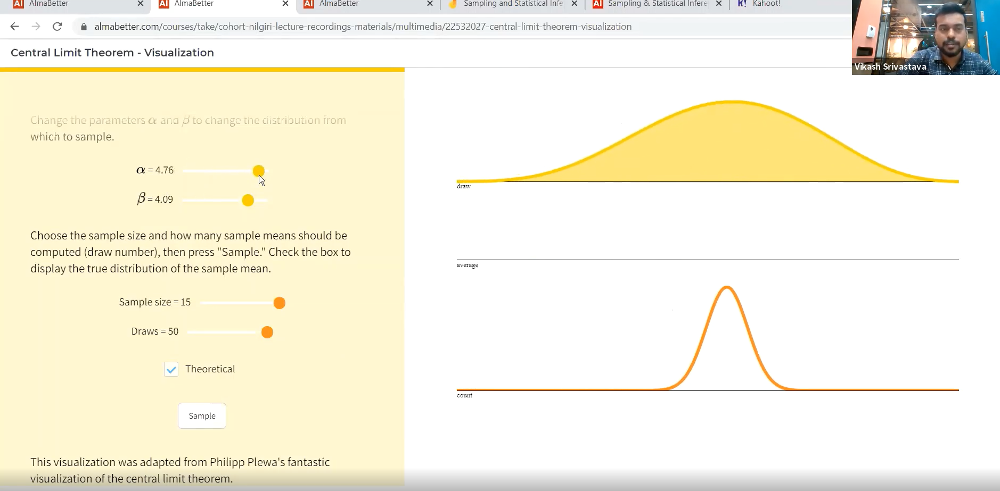 AI AlmaBetter × AI AlmaBetter × AI AlmaBetter × Sampling and Statistical Infe × AI Sampling & Statistical Infere × K! Kahoot!
almabetter.com/courses/take/cohort-nilgiri-lecture-recordings-materials/multimedia/22532027-central-limit-theorem-visualization
Central Limit Theorem - Visualization
Vikash Srivastava
Change the parameters α and β to change the distribution from
which to sample.
α = 4.76
β = 4.09
Choose the sample size and how many sample means should be
computed (draw number), then press "Sample." Check the box to
display the true distribution of the sample mean.
Sample size = 15
Draws = 50
Theoretical
Sample
This visualization was adapted from Philipp Plewa's fantastic
visualization of the central limit theorem.
draw
average
count